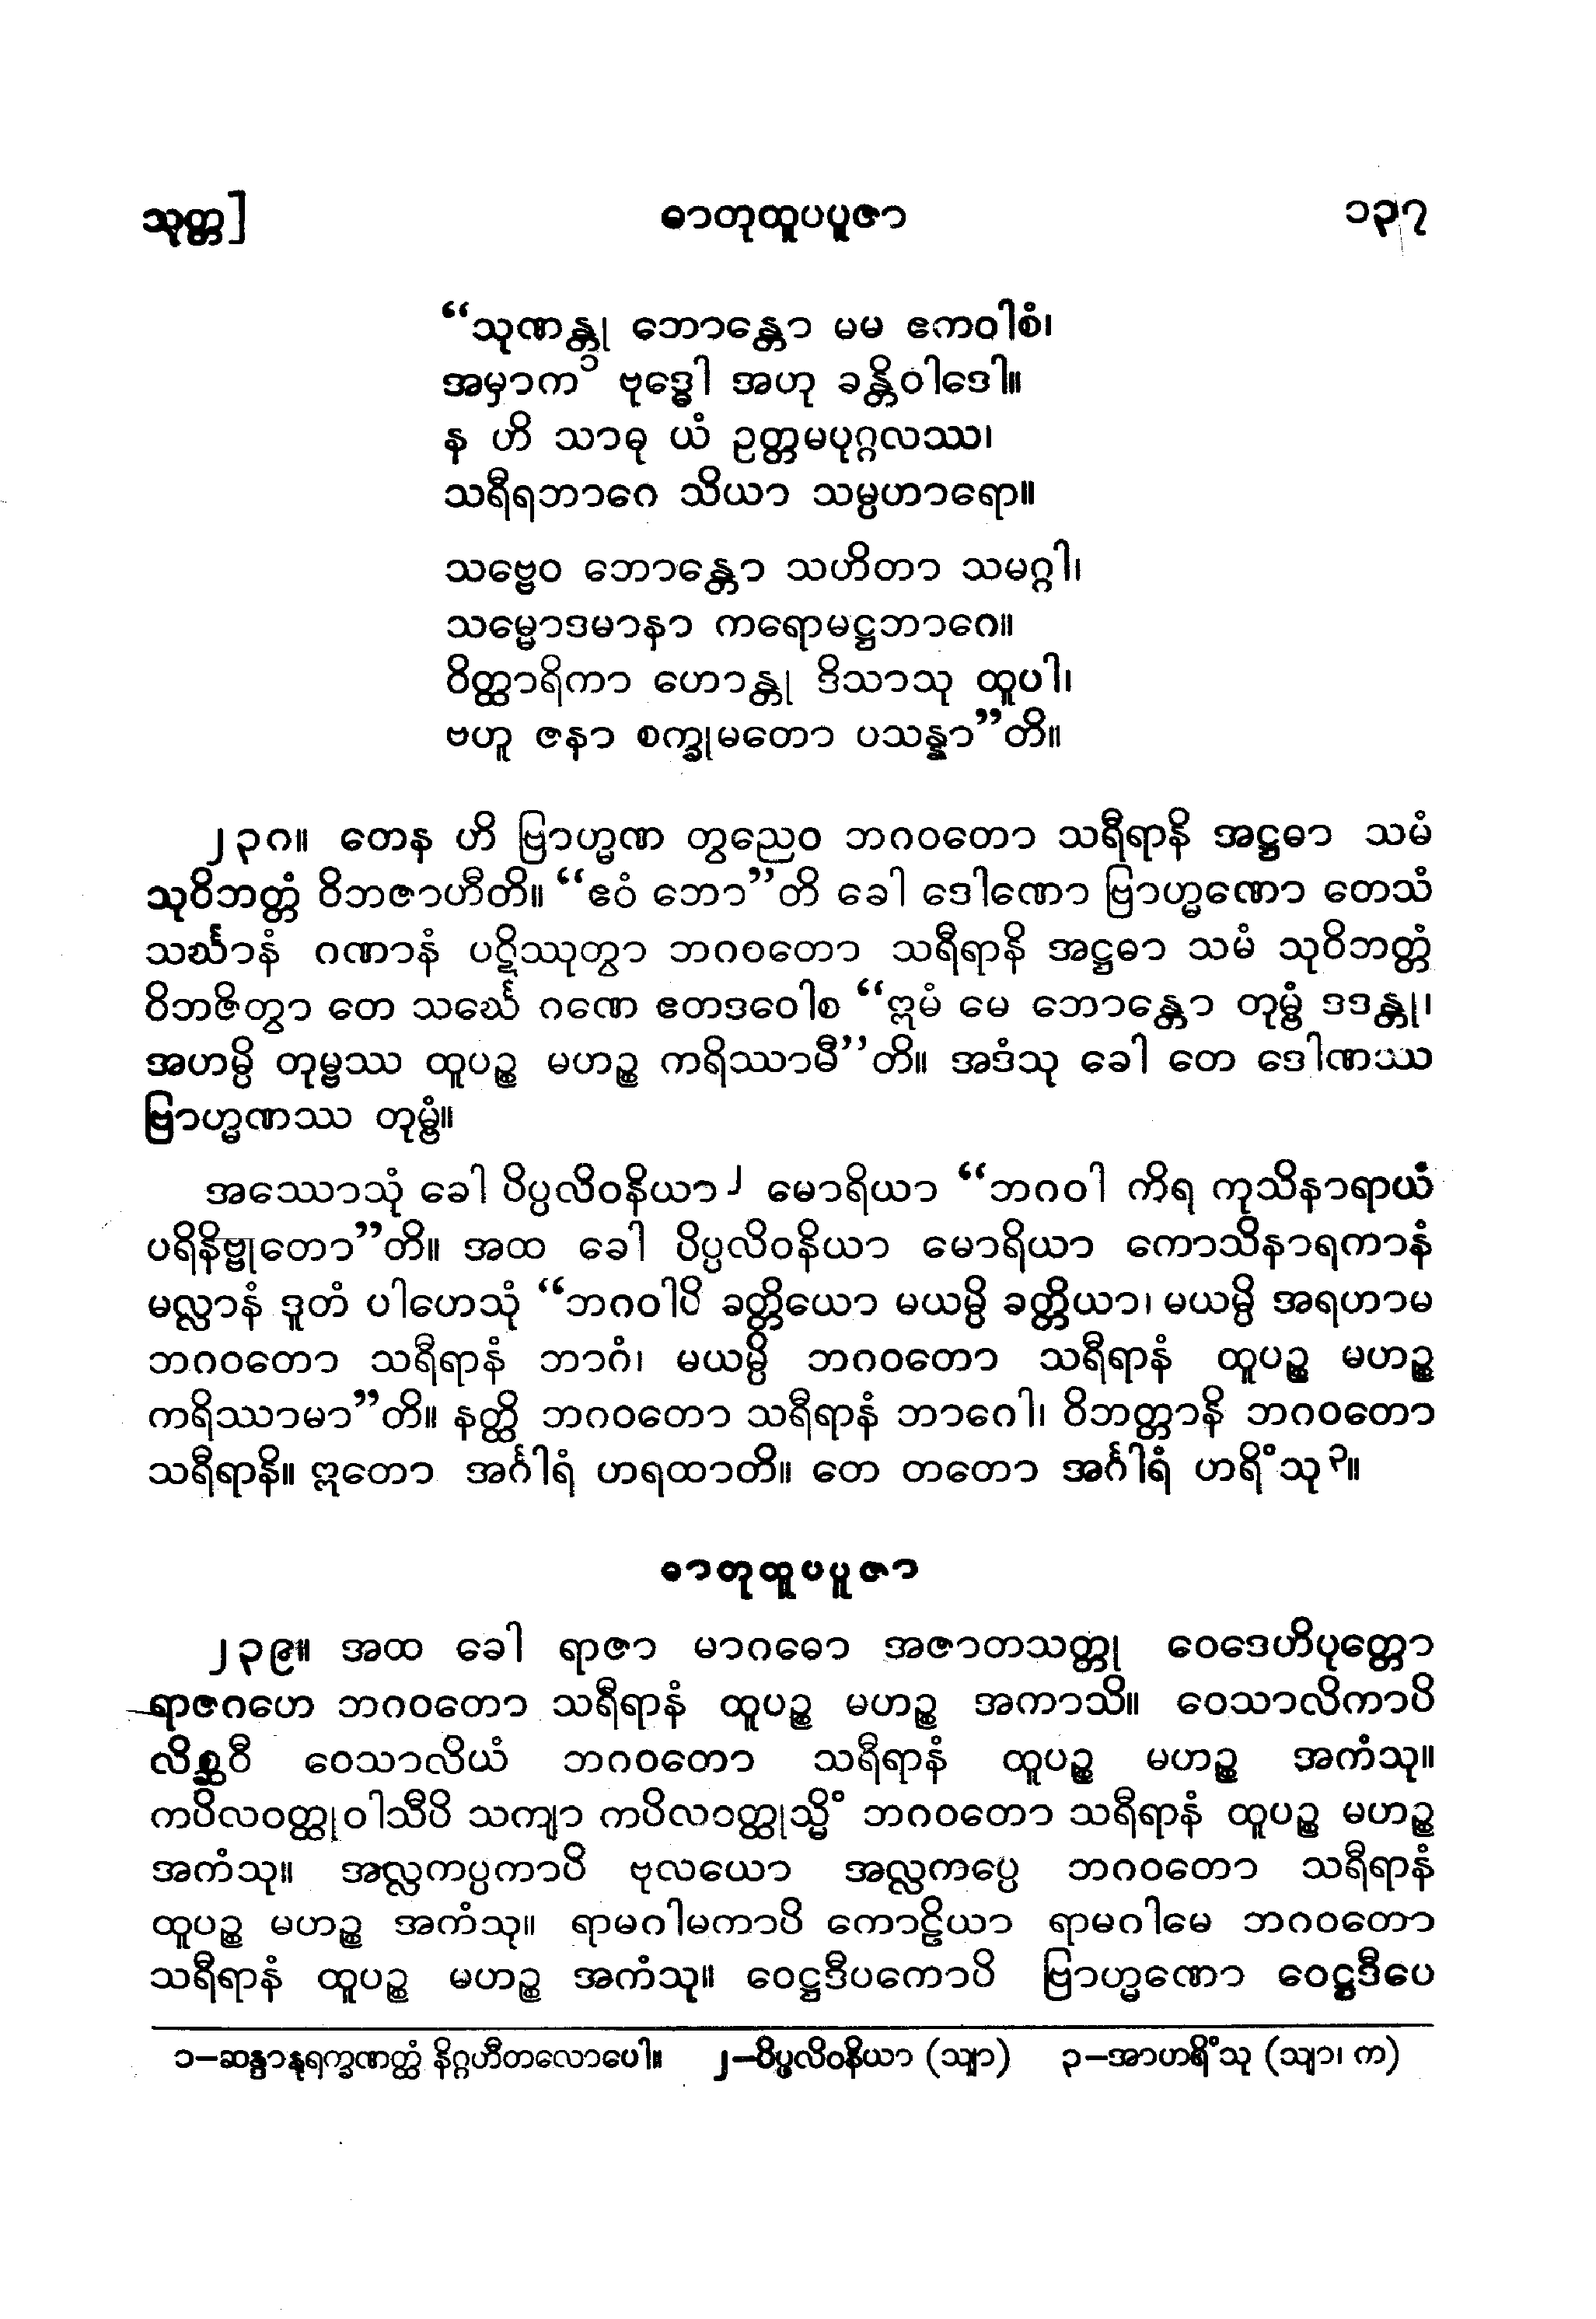 သုတ္တ] ဓာတုထူပပူဇာ ၁၃၇
“သုဏန္တု ဘောန္တော မမ ဧကဝါစံ၊
အမှာက၁ ဗုဒ္ဓေါ အဟု ခန္တိဝါဒေါ။
န ဟိ သာဓု ယံ ဥတ္တမပုဂ္ဂလဿ၊
သရီရဘာဂေ သိယာ သမ္ပဟာရော။
သဗ္ဗေဝ ဘောန္တော သဟိတာ သမဂ္ဂါ၊
သမ္မောဒမာနာ ကရောမဋ္ဌဘာဂေ။
ဝိတ္ထာရိကာ ဟောန္တု ဒိသာသု ထူပါ၊
ဗဟူ ဇနာ စက္ခုမတော ပသန္နာ”တိ။
၂၃၈။ တေန ဟိ ဗြာဟ္မဏ တွညေဝ ဘဂဝတော သရီရာနိ အဋ္ဌဓာ သမံ
သုဝိဘတ္တံ ဝိဘဇာဟီတိ။ “ဧဝံ ဘော”တိ ခေါ ဒေါဏော ဗြာဟ္မဏော တေသံ
သင်္ဃာနံ ဂဏာနံ ပဋိဿုတွာ ဘဂဝတော သရီရာနိ အဋ္ဌဓာ သမံ သုဝိဘတ္တံ
ဝိဘဇိတွာ တေ သင်္ဃေ ဂဏေ ဧတဒဝေါစ “ဣမံ မေ ဘောန္တော တုမ္ဗံ ဒဒန္တု၊
အဟမ္ပိ တုမ္ဗဿ ထူပဉ္စ မဟဉ္စ ကရိဿာမီ”တိ။ အဒံသု ခေါ တေ ဒေါဏဿ
ဗြာဟ္မဏဿ တုမ္ဗံ။
အဿောသုံ ခေါ ပိပ္ပလိဝနိယာ၂ မောရိယာ “ဘဂဝါ ကိရ ကုသိနာရာယံ
ပရိနိဗ္ဗုတော”တိ။ အထ ခေါ ပိပ္ပလိဝနိယာ မောရိယာ ကောသိနာရကာနံ
မလ္လာနံ ဒူတံ ပါဟေသုံ “ဘဂဝါပိ ခတ္တိယော မယမ္ပိ ခတ္တိယာ၊ မယမ္ပိ အရဟာမ
ဘဂဝတော သရီရာနံ ဘာဂံ၊ မယမ္ပိ ဘဂဝတော သရီရာနံ ထူပဉ္စ မဟဉ္စ
ကရိဿာမာ”တိ။ နတ္ထိ ဘဂဝတော သရီရာနံ ဘာဂေါ၊ ဝိဘတ္တာနိ ဘဂဝတော
သရီရာနိ။ ဣတော အင်္ဂါရံ ဟရထာတိ။ တေ တတော အင်္ဂါရံ ဟရိံသု၃။
ဓာတုထူပပူဇာ
၂၃၉။ အထ ခေါ ရာဇာ မာဂဓော အဇာတသတ္တု ဝေဒေဟိပုတ္တော
ရာဇဂဟေ ဘဂဝတော သရီရာနံ ထူပဉ္စ မဟဉ္စ အကာသိ။ ဝေသာလိကာပိ
လိစ္ဆဝီ ဝေသာလိယံ ဘဂဝတော သရီရာနံ ထူပဉ္စ မဟဉ္စ အကံသု။
ကပိလဝတ္ထုဝါသီပိ သကျာ ကပိလဝတ္ထုသ္မိံ ဘဂဝတော သရီရာနံ ထူပဉ္စ မဟဉ္စ
အကံသု။ အလ္လကပ္ပကာပိ ဗုလယော အလ္လကပ္ပေ ဘဂဝတော သရီရာနံ
ထူပဉ္စ မဟဉ္စ အကံသု။ ရာမဂါမကာပိ ကောဠိယာ ရာမဂါမေ ဘဂဝတော
သရီရာနံ ထူပဉ္စ မဟဉ္စ အကံသု။ ဝေဋ္ဌဒီပကောပိ ဗြာဟ္မဏော ဝေဋ္ဌဒီပေ
၁–ဆန္ဒာနုရက္ခဏတ္ထံ နိဂ္ဂဟီတလောပေါ။ ၂–ပိပ္ဖလိဝနိယာ (သျာ) ၃–အာဟရိံသု (သျာ၊ က)